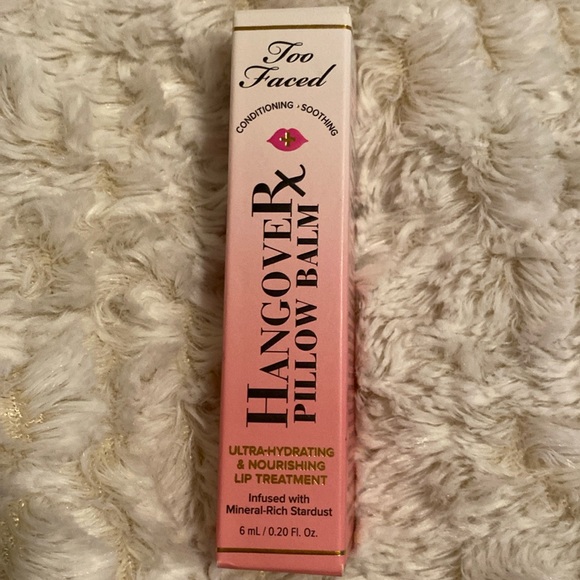 Too
Faced
CONDITIONING · SOOTHING
HANGOVERx
PILLOW BALM
ULTRA-HYDRATING
& NOURISHING
LIP TREATMENT
Infused with
Mineral-Rich Stardust
6 mL / 0.20 Fl. Oz.